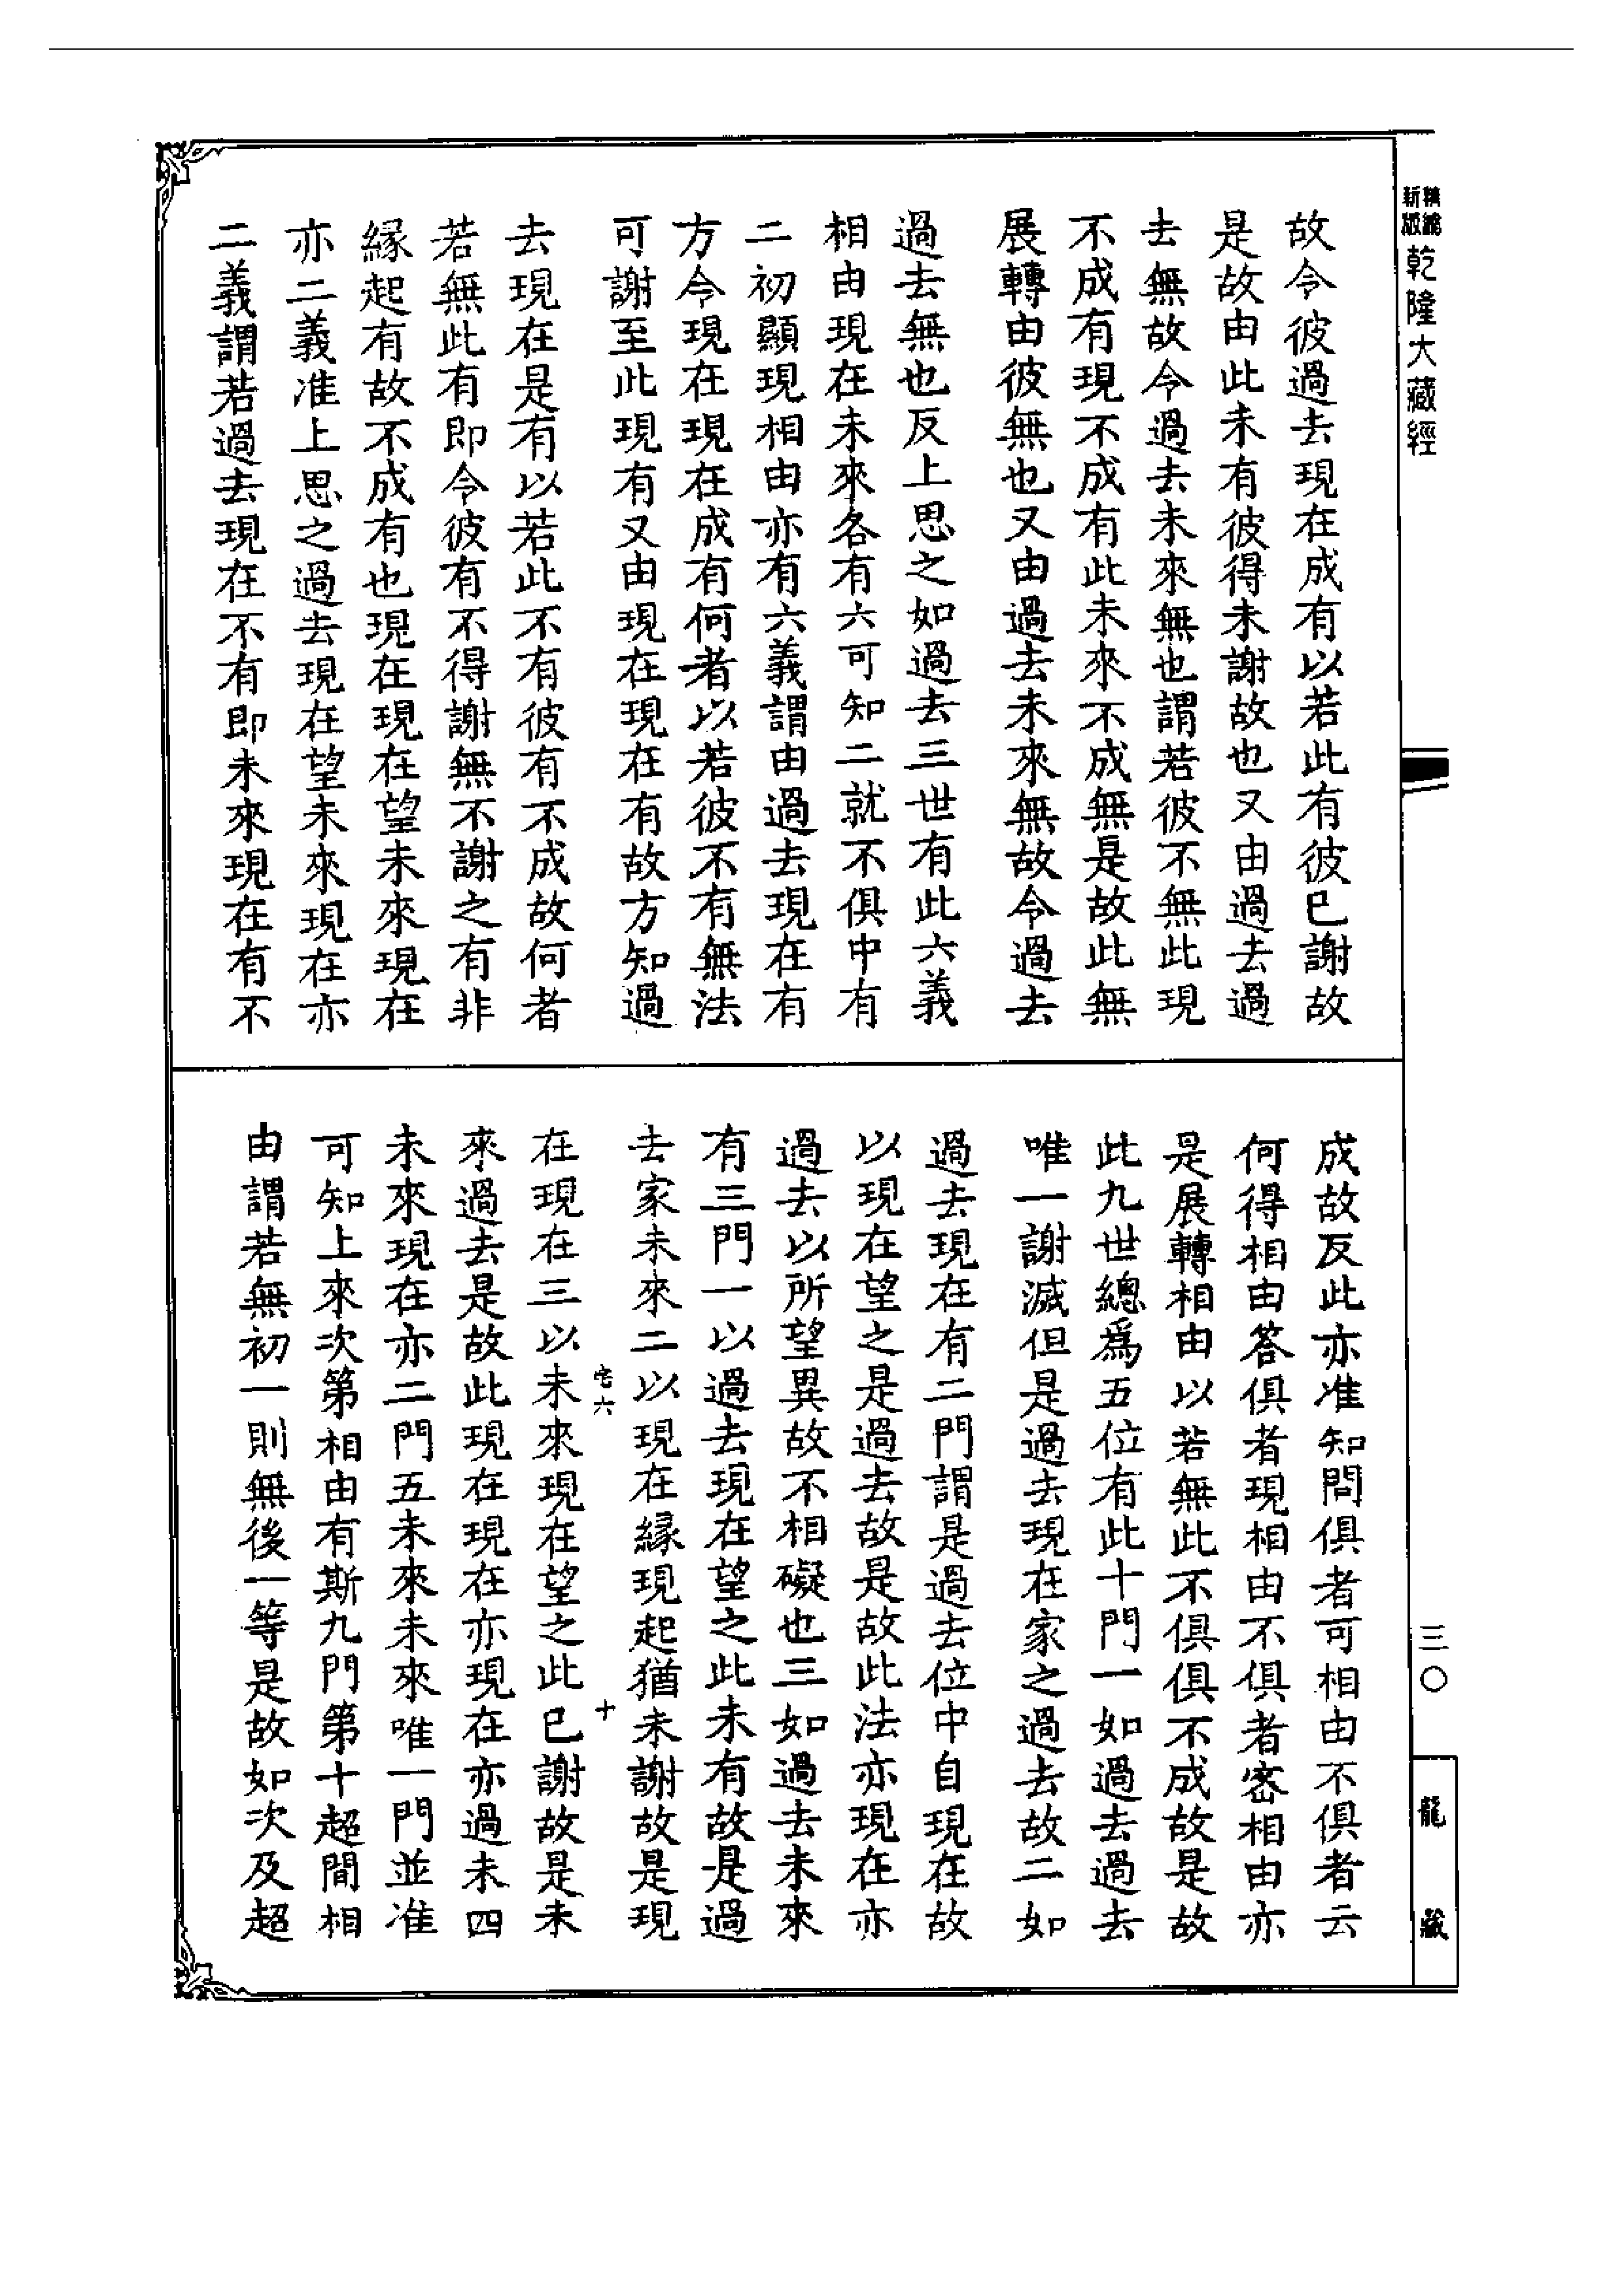 精編
新版
乾隆大藏經
三〇
龍藏
故令彼過去現在成有以若此有彼已謝故
是故由此未有彼得未謝故也又由過去過
去無故令過去未來無也謂若彼不無此現
不成有現不成有此未來不成無是故此無
展轉由彼無也又由過去未來無故令過去
過去無也反上思之如過去三世有此六義
相由現在未來各有六可知二就不俱中有
二初顯現相由亦有六義謂由過去現在有
方令現在現在成有何者以若彼不有無法
可謝至此現有又由現在現在有故方知過
去現在是有以若此不有彼有不成故何者
若無此有即令彼有不得謝無不謝之有非
緣起有故不成有也現在現在望未來現在
亦二義准上思之過去現在望未來現在亦
二義謂若過去現在不有即未來現在有不
成故反此亦准知問俱者可相由不俱者云
何得相由答俱者現相由不俱者密相由亦
是展轉相由以若無此不俱俱不成故是故
此九世總爲五位有此十門一如過去過去
唯一謝滅但是過去現在家之過去故二如
過去現在有二門謂是過去位中自現在故
以現在望之是過去故是故此法亦現在亦
過去以所望異故不相礙也三如過去未來
有三門一以過去現在望之此未有故是過
去家未來二以現在緣現起猶未謝故是現
宅六
十
在現在三以未來現在望之此已謝故是未
來過去是故此現在現在亦現在亦過未四
未來現在亦二門五未來未來唯一門並准
可知上來次第相由有斯九門第十超間相
由謂若無初一則無後一等是故如次及超